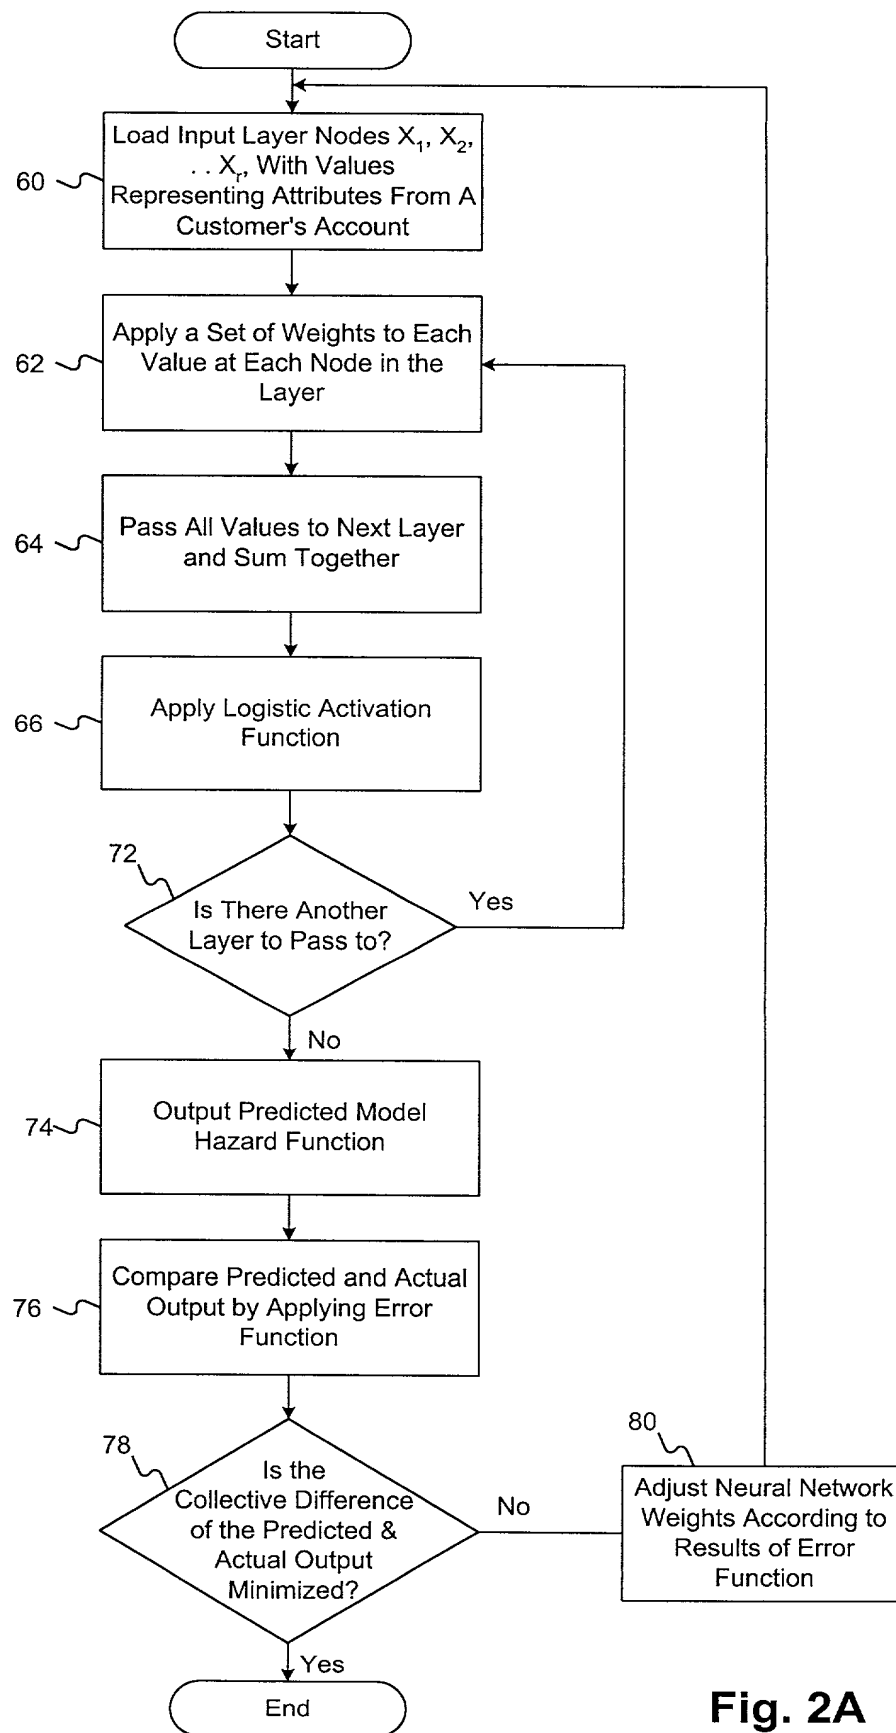 Start
Load Input Layer Nodes X1, X2,
. . Xr, With Values
Representing Attributes From A
Customer's Account
60
Apply a Set of Weights to Each
Value at Each Node in the
Layer
62
Pass All Values to Next Layer
and Sum Together
64
Apply Logistic Activation
Function
66
72
Is There Another
Layer to Pass to?
Yes
No
Output Predicted Model
Hazard Function
74
Compare Predicted and Actual
Output by Applying Error
Function
76
78
Is the
Collective Difference
of the Predicted &
Actual Output
Minimized?
No
80
Adjust Neural Network
Weights According to
Results of Error
Function
Yes
End
Fig. 2A